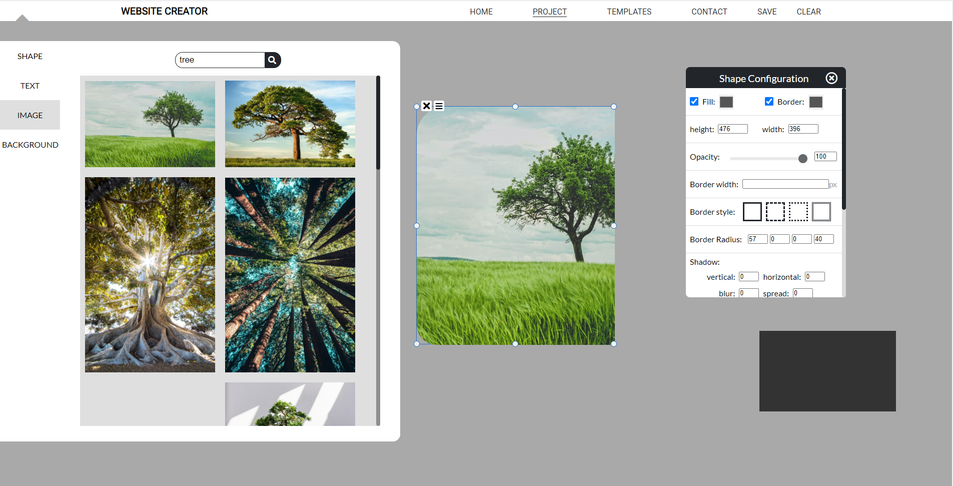 WEBSITE CREATOR HOME PROJECT TEMPLATES CONTACT SAVE CLEAR
SHAPE
TEXT
IMAGE
BACKGROUND
tree
Shape Configuration
Fill: Border:
height: 476 width: 396
Opacity: 100
Border width: px
Border style:
Border Radius: 57 0 0 40
Shadow:
vertical: 0 horizontal: 0
blur: 0 spread: 0